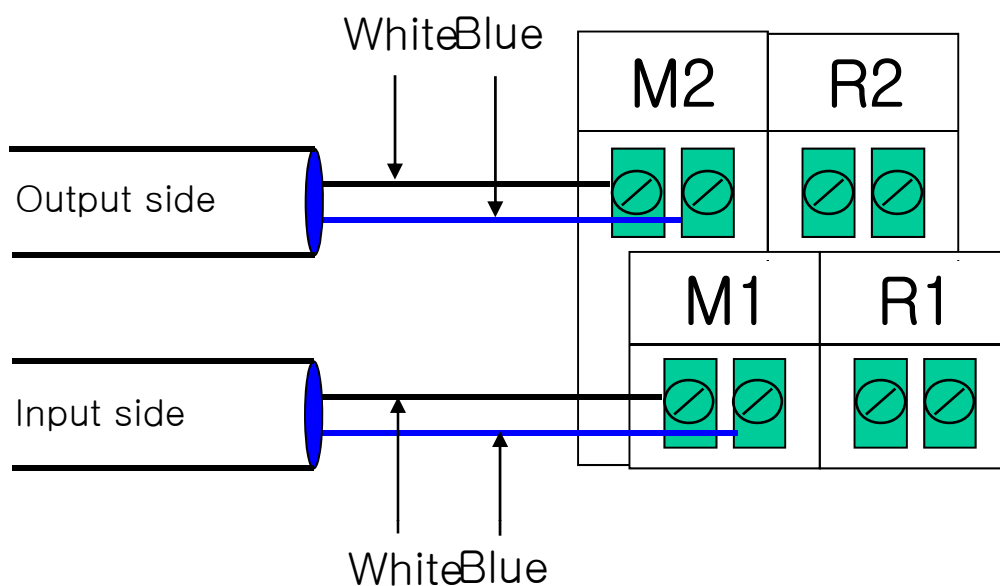 WhiteBlue
M2 R2
Output side
M1 R1
Input side
WhiteBlue